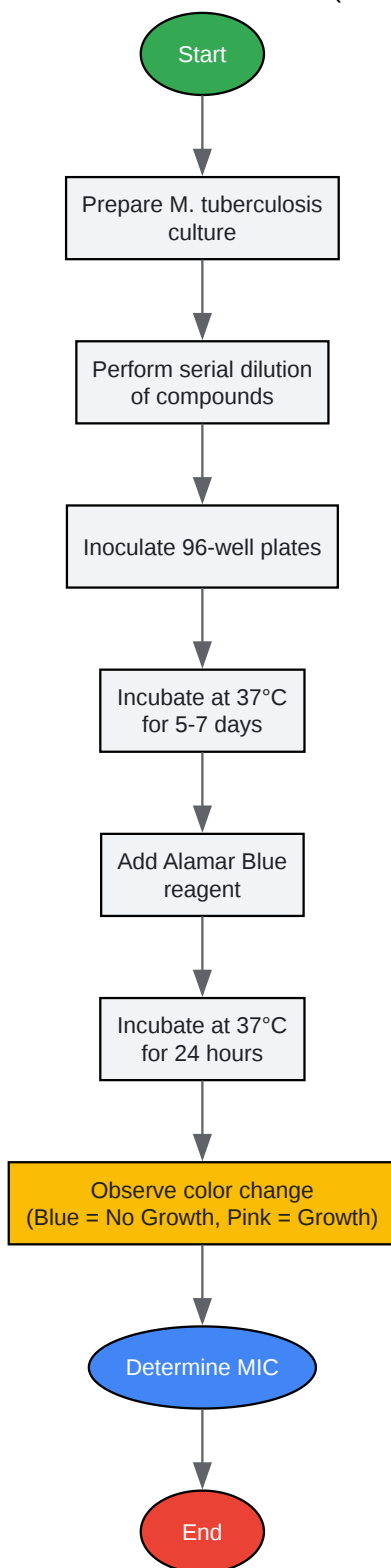 Start
Prepare M. tuberculosis
culture
Perform serial dilution
of compounds
Inoculate 96-well plates
Incubate at 37°C
for 5-7 days
Add Alamar Blue
reagent
Incubate at 37°C
for 24 hours
Observe color change
(Blue = No Growth, Pink = Growth)
Determine MIC
End